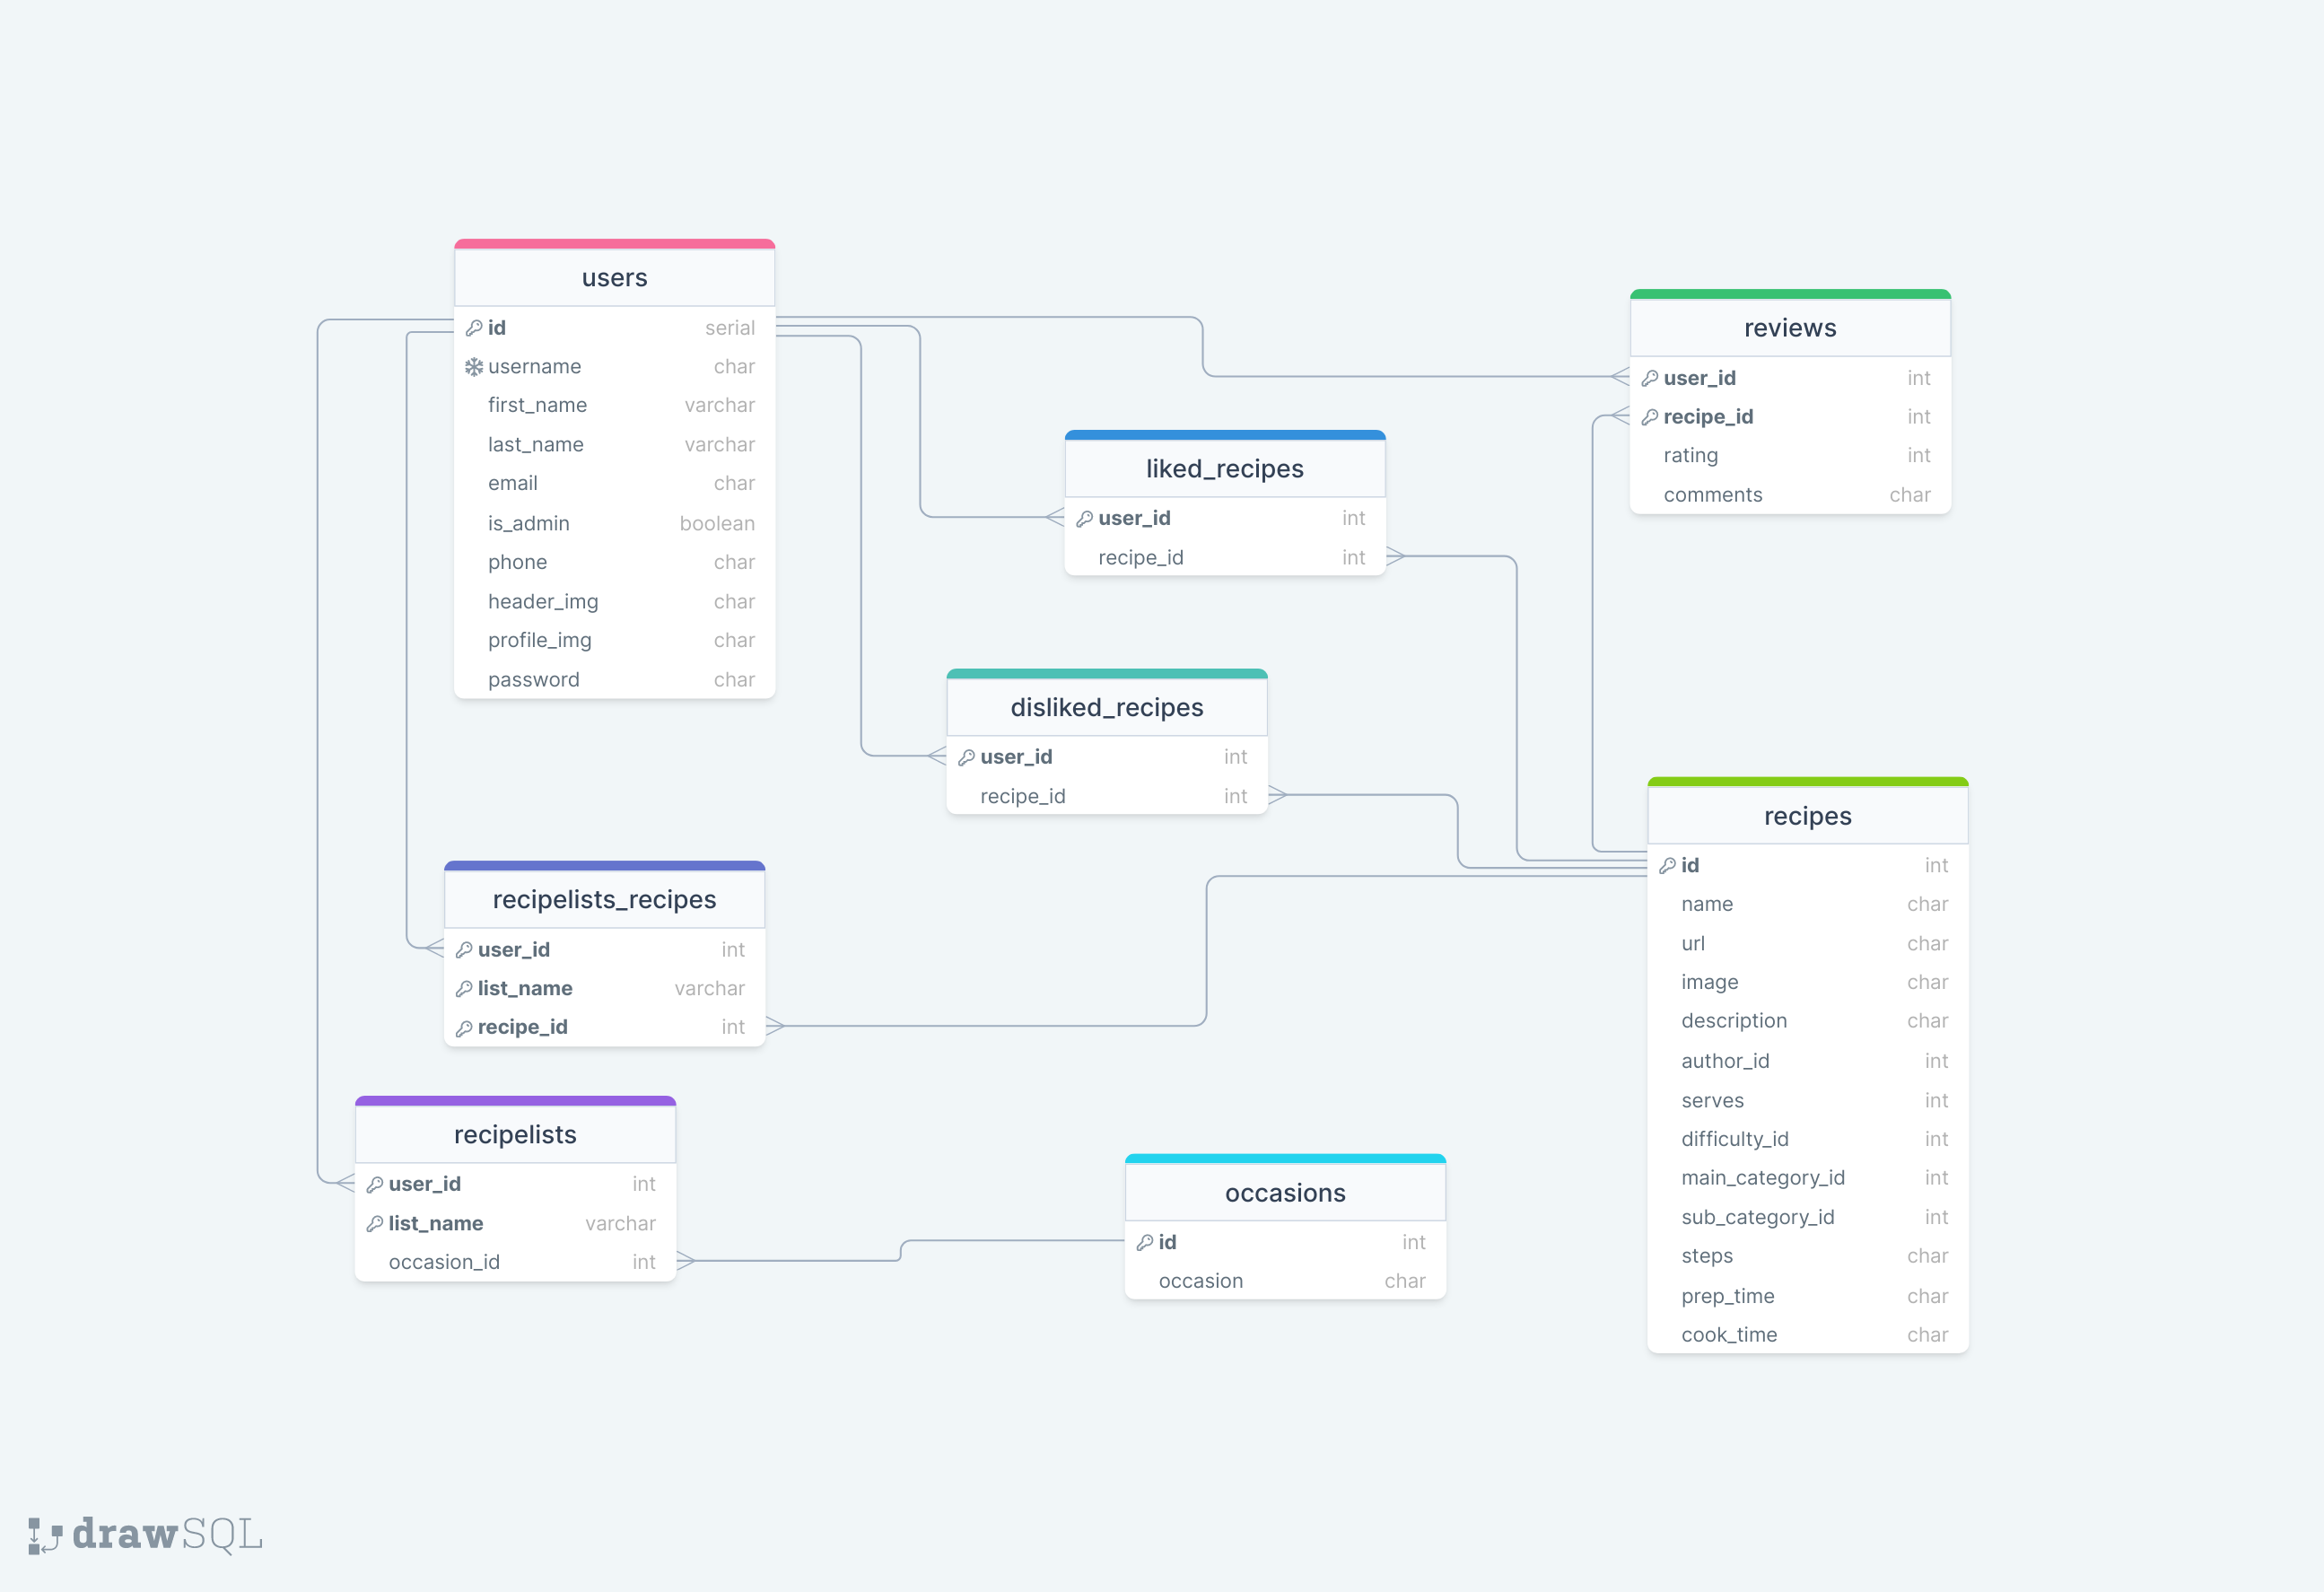 users
id serial
username char
first_name varchar
last_name varchar
email char
is_admin boolean
phone char
header_img char
profile_img char
password char
reviews
user_id int
recipe_id int
rating int
comments char
liked_recipes
user_id int
recipe_id int
disliked_recipes
user_id int
recipe_id int
recipes
id int
name char
url char
image char
description char
author_id int
serves int
difficulty_id int
main_category_id int
sub_category_id int
steps char
prep_time char
cook_time char
recipelists_recipes
user_id int
list_name varchar
recipe_id int
recipelists
user_id int
list_name varchar
occasion_id int
occasions
id int
occasion char
drawSQL